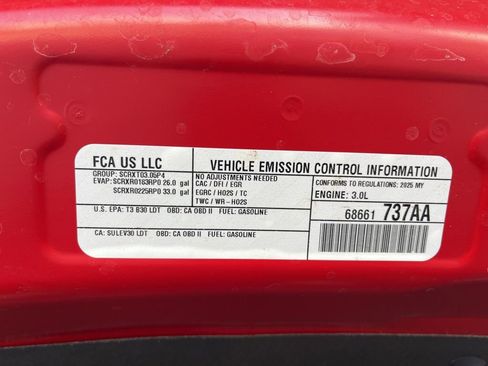 FCA US LLC
VEHICLE EMISSION CONTROL INFORMATION
GROUP: SCRXT03.05P4
EVAP: SCRXR0183RP0 26.0 gal
SCRXR0225RP0 33.0 gal
NO ADJUSTMENTS NEEDED
CAC / DFI / EGR
EGRC / HO2S / TC
TWC / WR-HO2S
CONFORMS TO REGULATIONS: 2025 MY
ENGINE: 3.0L
U.S. EPA: T3 B30 LDT OBD: CA OBD II FUEL: GASOLINE
68661 737AA
CA: SULEV30 LDT OBD: CA OBD II FUEL: GASOLINE